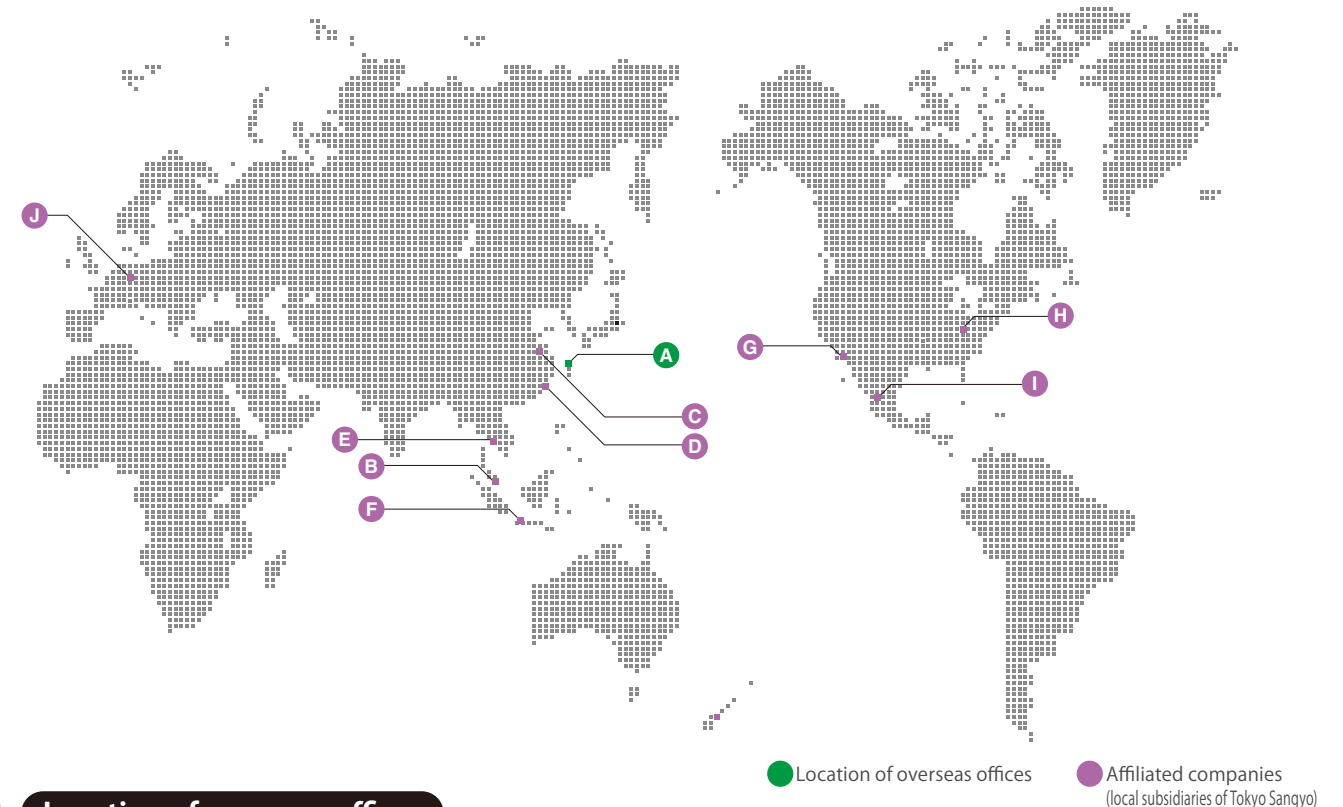 J
H
G
A
I
C
E
D
B
F
Location of overseas offices
Affiliated companies
(local subsidiaries of Tokyo Sangyo)